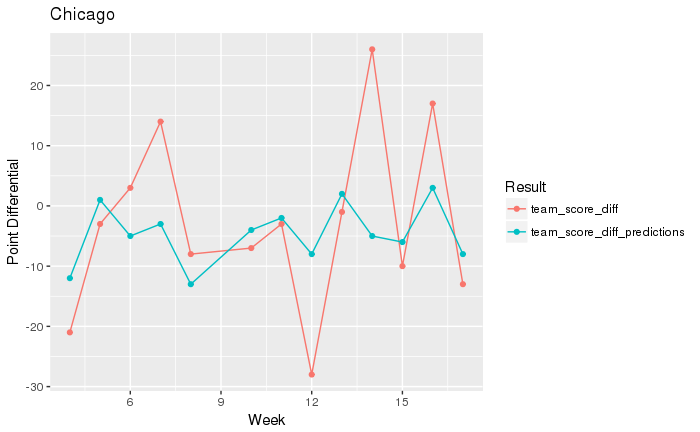 Chicago
Point Differential
20
10
0
-10
-20
-30
6
9
12
15
Week
Result
team_score_diff
team_score_diff_predictions